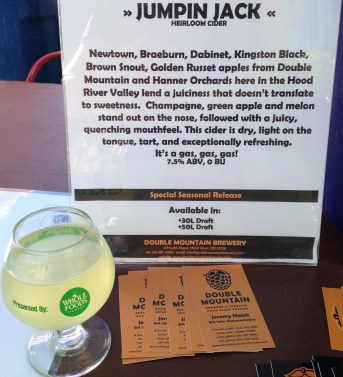 » JUMPIN JACK «
HEIRLOOM CIDER
Newtown, Braeburn, Dabinet, Kingston Black,
Brown Snout, Golden Russet apples from Double
Mountain and Hanner Orchards here in the Hood
River Valley lend a juiciness that doesn't translate
to sweetness. Champagne, green apple and melon
stand out on the nose, followed with a juicy,
quenching mouthfeel. This cider is dry, light on the
tongue, tart, and exceptionally refreshing.
It's a gas, gas, gas!
7.5% ABV, 0 BU
Special Seasonal Release
Available in:
•30L Draft
•50L Draft
DOUBLE MOUNTAIN BREWERY
Presented By:
WHOLE
FOODS
MARKET
DOUBLE
MOUNTAIN
Jeremy Hatch